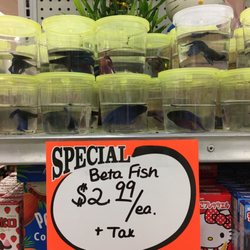 SPECIAL
Beta Fish
$2.99/ea.
+ Tax